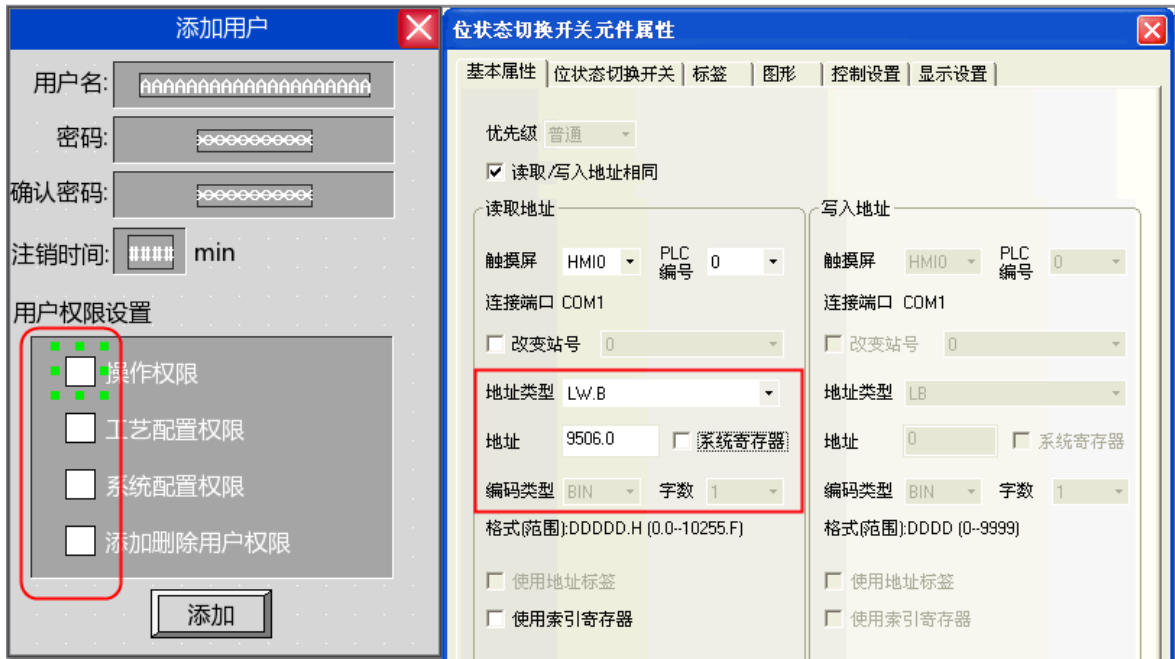 添加用户
用户名: AAAAAAAAAAAAAAAAAAAA
密码: **********
确认密码: **********
注销时间: #### min
用户权限设置
操作权限
工艺配置权限
系统配置权限
添加删除用户权限
添加
位状态切换开关元件属性
基本属性 位状态切换开关 标签 图形 控制设置 显示设置
优先级 普通
读取/写入地址相同
读取地址
触摸屏 HMI0 PLC编号 0
连接端口 COM1
改变站号 0
地址类型 LW.B
地址 9506.0 系统寄存器
编码类型 BIN 字数 1
格式(范围):DDDDD.H (0.0--10255.F)
使用地址标签
使用索引寄存器
写入地址
触摸屏 HMI0 PLC编号 0
连接端口 COM1
改变站号 0
地址类型 LB
地址 0 系统寄存器
编码类型 BIN 字数 1
格式(范围):DDDD (0--9999)
使用地址标签
使用索引寄存器